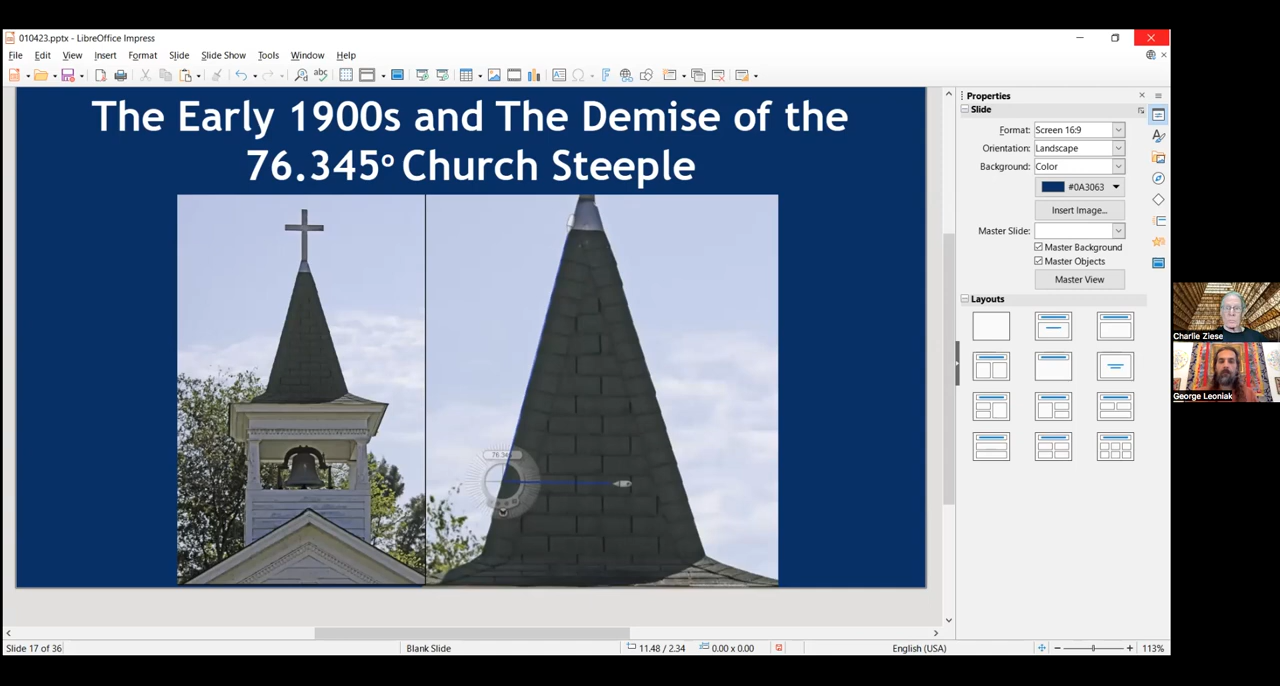 010423.pptx - LibreOffice Impress
File Edit View Insert Format Slide Slide Show Tools Window Help
The Early 1900s and The Demise of the
76.345º Church Steeple
Properties
Slide
Format: Screen 16:9
Orientation: Landscape
Background: Color
#0A3063
Insert Image...
Master Slide:
Master Background
Master Objects
Master View
Layouts
Charlie Ziese
George Leoniak
Slide 17 of 36 Blank Slide 11.48 / 2.34 0.00 x 0.00 English (USA) 113%